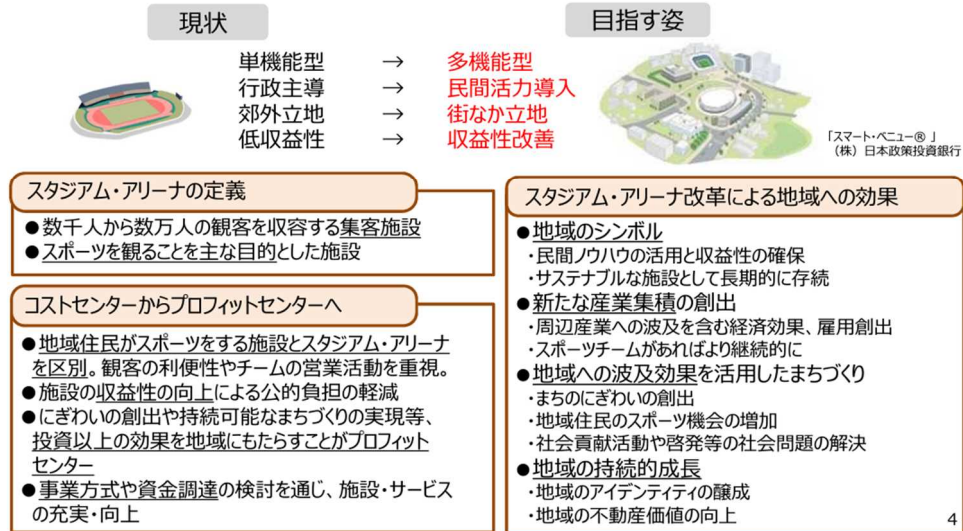 現状
目指す姿
単機能型 → 多機能型
行政主導 → 民間活力導入
郊外立地 → 街なか立地
低収益性 → 収益性改善
「スマート・ベニュー® 」
（株）日本政策投資銀行
スタジアム・アリーナの定義
●数千人から数万人の観客を収容する集客施設
●スポーツを観ることを主な目的とした施設
コストセンターからプロフィットセンターへ
●地域住民がスポーツをする施設とスタジアム・アリーナ
を区別。観客の利便性やチームの営業活動を重視。
●施設の収益性の向上による公的負担の軽減
●にぎわいの創出や持続可能なまちづくりの実現等、
投資以上の効果を地域にもたらすことがプロフィット
センター
●事業方式や資金調達の検討を通じ、施設・サービス
の充実・向上
スタジアム・アリーナ改革による地域への効果
●地域のシンボル
・民間ノウハウの活用と収益性の確保
・サステナブルな施設として長期的に存続
●新たな産業集積の創出
・周辺産業への波及を含む経済効果、雇用創出
・スポーツチームがあればより継続的に
●地域への波及効果を活用したまちづくり
・まちのにぎわいの創出
・地域住民のスポーツ機会の増加
・社会貢献活動や啓発等の社会問題の解決
●地域の持続的成長
・地域のアイデンティティの醸成
・地域の不動産価値の向上
4